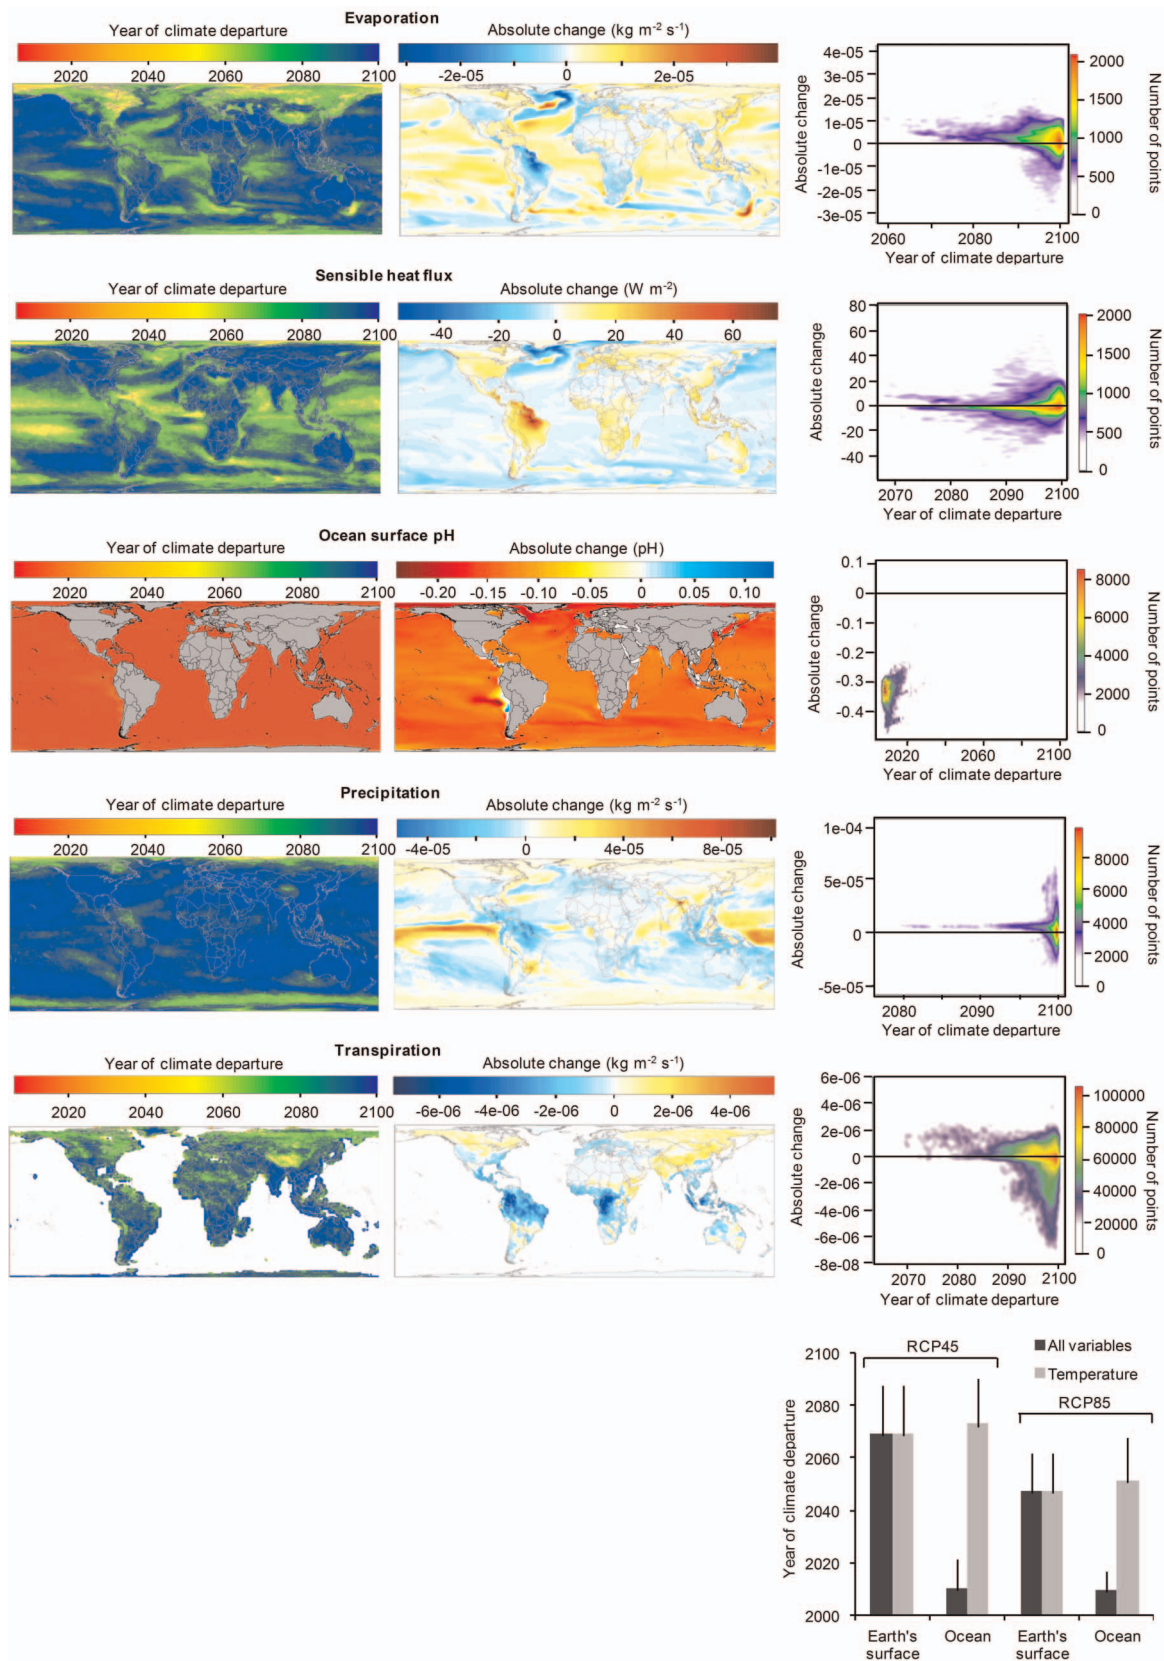 Evaporation
Year of climate departure
Absolute change (kg m⁻² s⁻¹)
2020 2040 2060 2080 2100
-2e-05 0 2e-05
Absolute change
4e-05
3e-05
2e-05
1e-05
0
-1e-05
-2e-05
-3e-05
2060 2080 2100
Year of climate departure
2000
1500
1000
500
0
Number of points
Sensible heat flux
Year of climate departure
Absolute change (W m⁻²)
2020 2040 2060 2080 2100
-40 -20 0 20 40 60
Absolute change
80
60
40
20
0
-20
-40
2070 2080 2090 2100
Year of climate departure
2000
1500
1000
500
0
Number of points
Ocean surface pH
Year of climate departure
Absolute change (pH)
2020 2040 2060 2080 2100
-0.20 -0.15 -0.10 -0.05 0 0.05 0.10
Absolute change
0.1
0
-0.1
-0.2
-0.3
-0.4
2020 2060 2100
Year of climate departure
8000
6000
4000
2000
0
Number of points
Precipitation
Year of climate departure
Absolute change (kg m⁻² s⁻¹)
2020 2040 2060 2080 2100
-4e-05 0 4e-05 8e-05
Absolute change
1e-04
5e-05
0
-5e-05
2080 2090 2100
Year of climate departure
8000
6000
4000
2000
0
Number of points
Transpiration
Year of climate departure
Absolute change (kg m⁻² s⁻¹)
2020 2040 2060 2080 2100
-6e-06 -4e-06 -2e-06 0 2e-06 4e-06
Absolute change
6e-06
4e-06
2e-06
0
-2e-06
-4e-06
-6e-06
-8e-08
2070 2080 2090 2100
Year of climate departure
100000
80000
60000
40000
20000
0
Number of points
RCP45
All variables
Temperature
RCP85
Year of climate departure
2100
2080
2060
2040
2020
2000
Earth's surface
Ocean
Earth's surface
Ocean